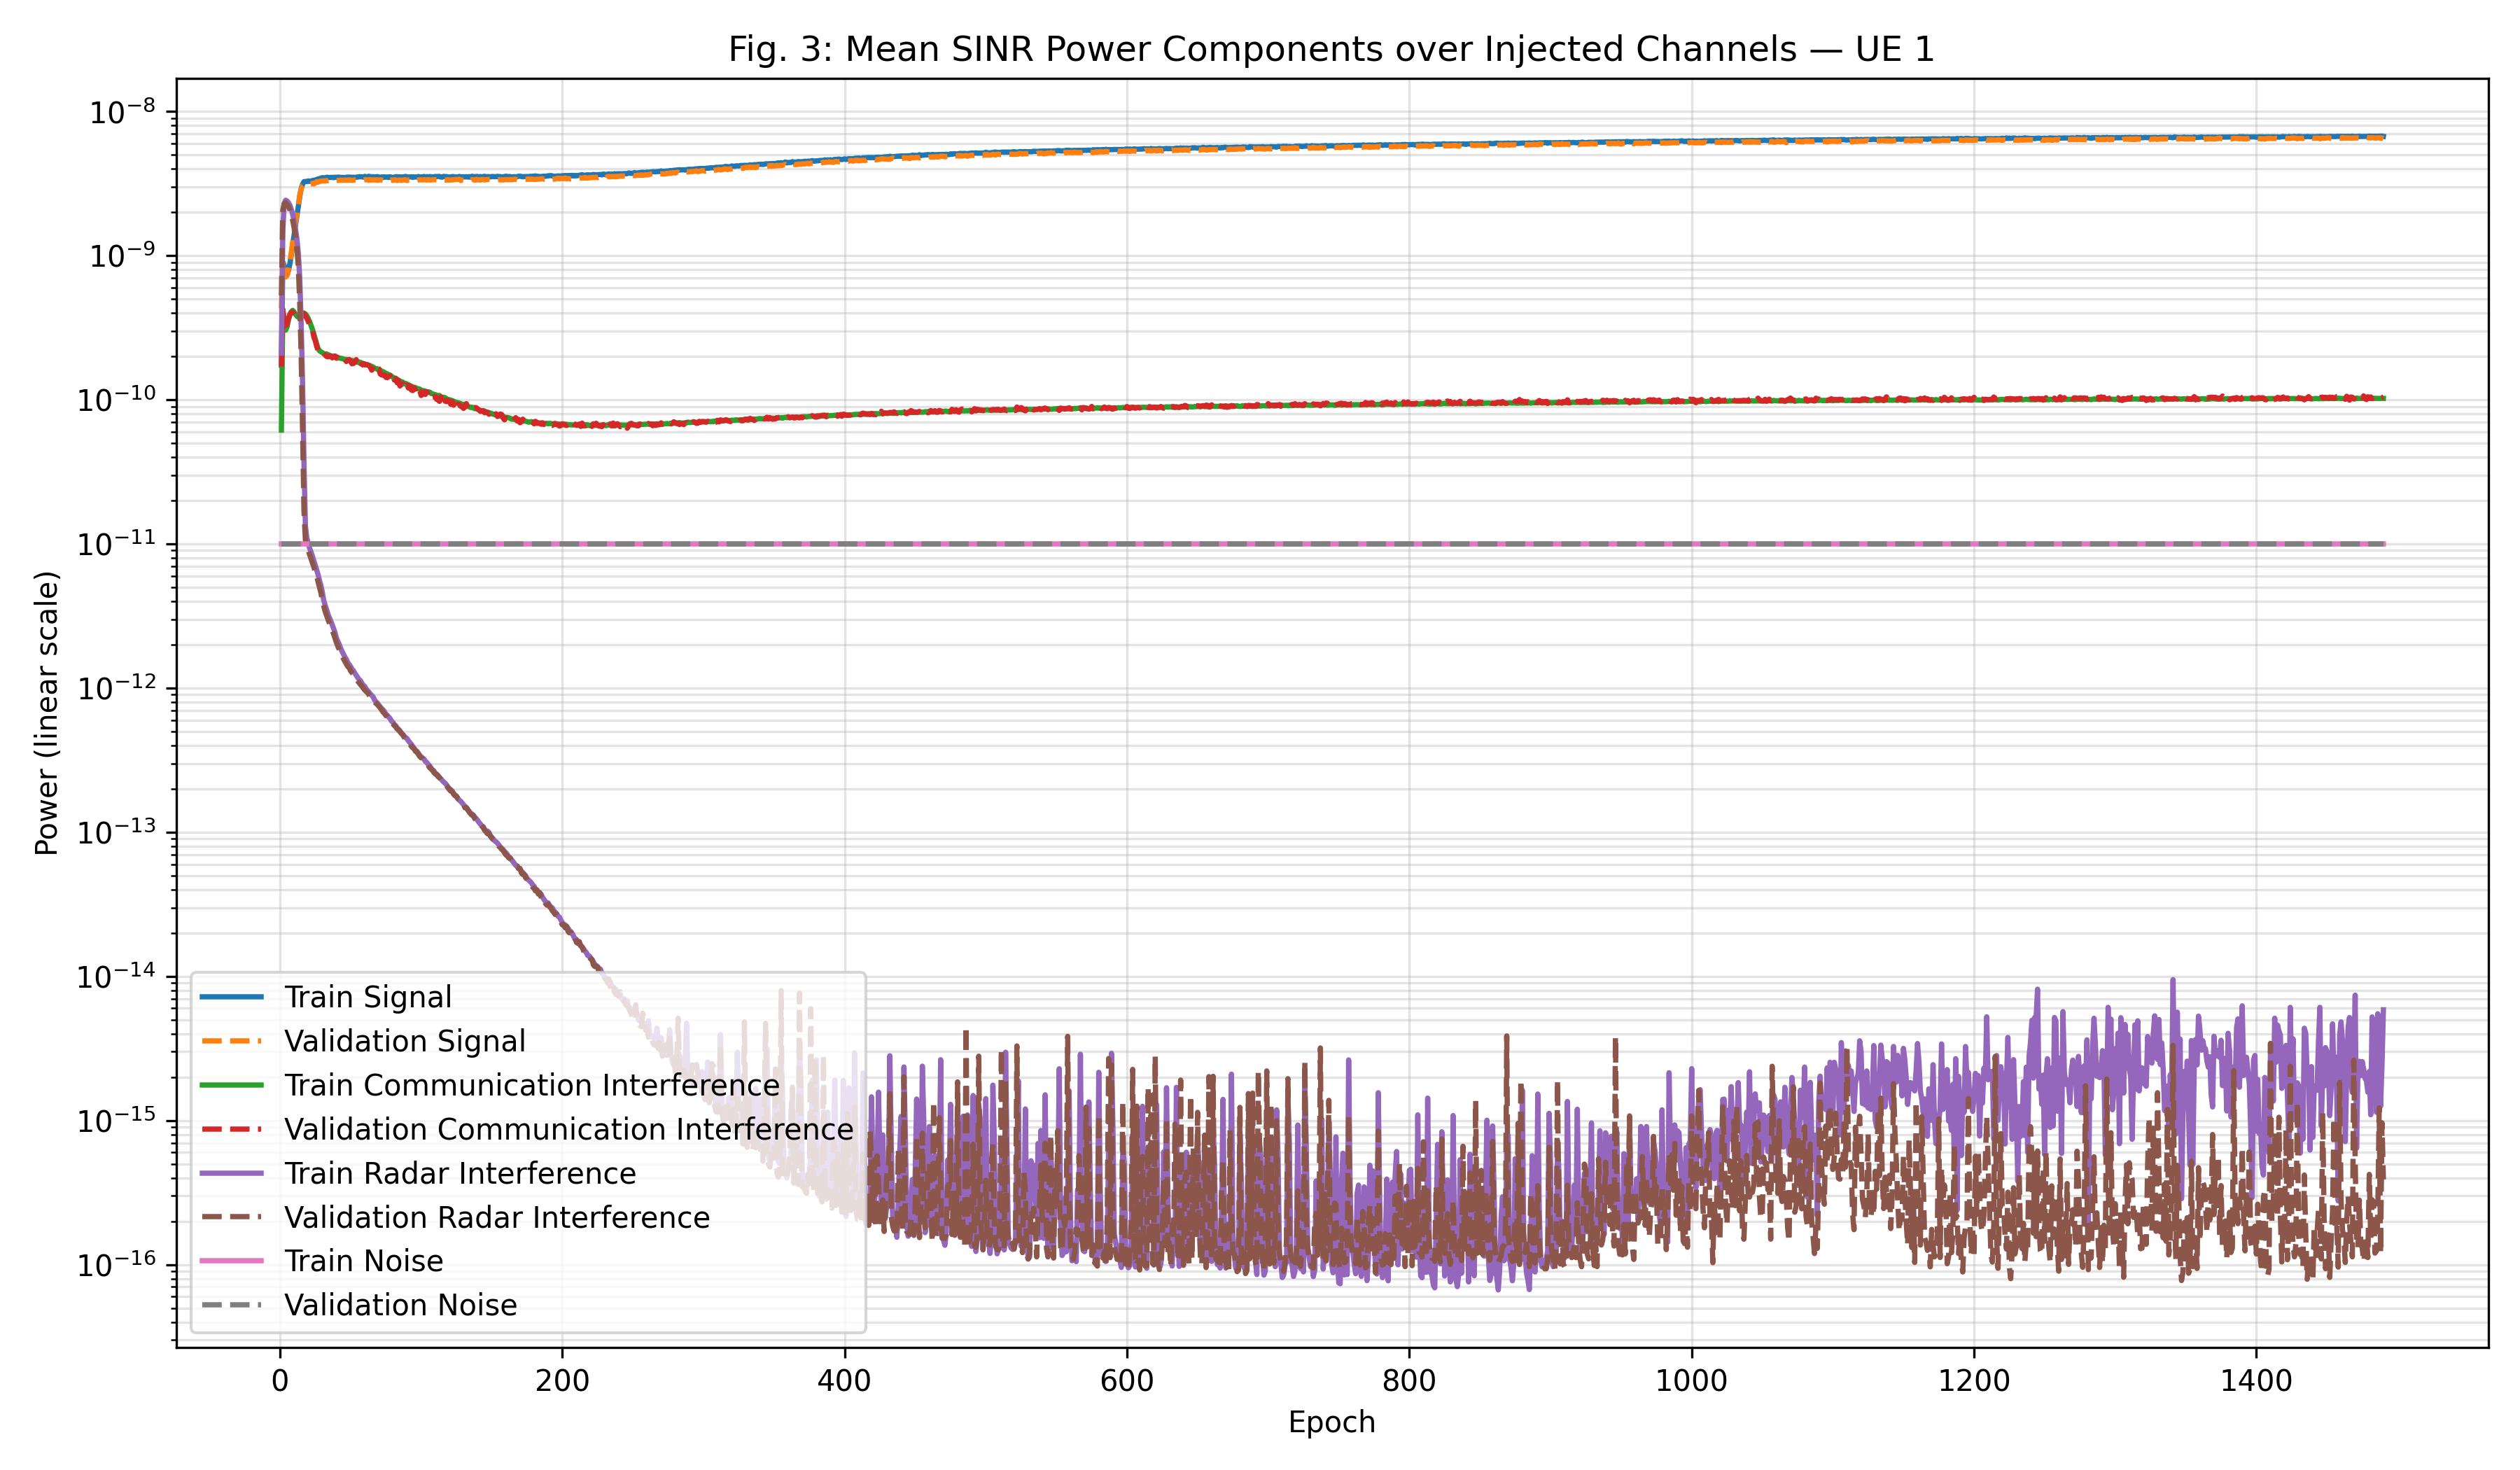 Fig. 3: Mean SINR Power Components over Injected Channels — UE 1
Power (linear scale)
10⁻⁸
10⁻⁹
10⁻¹⁰
10⁻¹¹
10⁻¹²
10⁻¹³
10⁻¹⁴
10⁻¹⁵
10⁻¹⁶
Train Signal
Validation Signal
Train Communication Interference
Validation Communication Interference
Train Radar Interference
Validation Radar Interference
Train Noise
Validation Noise
0 200 400 600 800 1000 1200 1400
Epoch